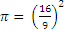 π = (16/9)²